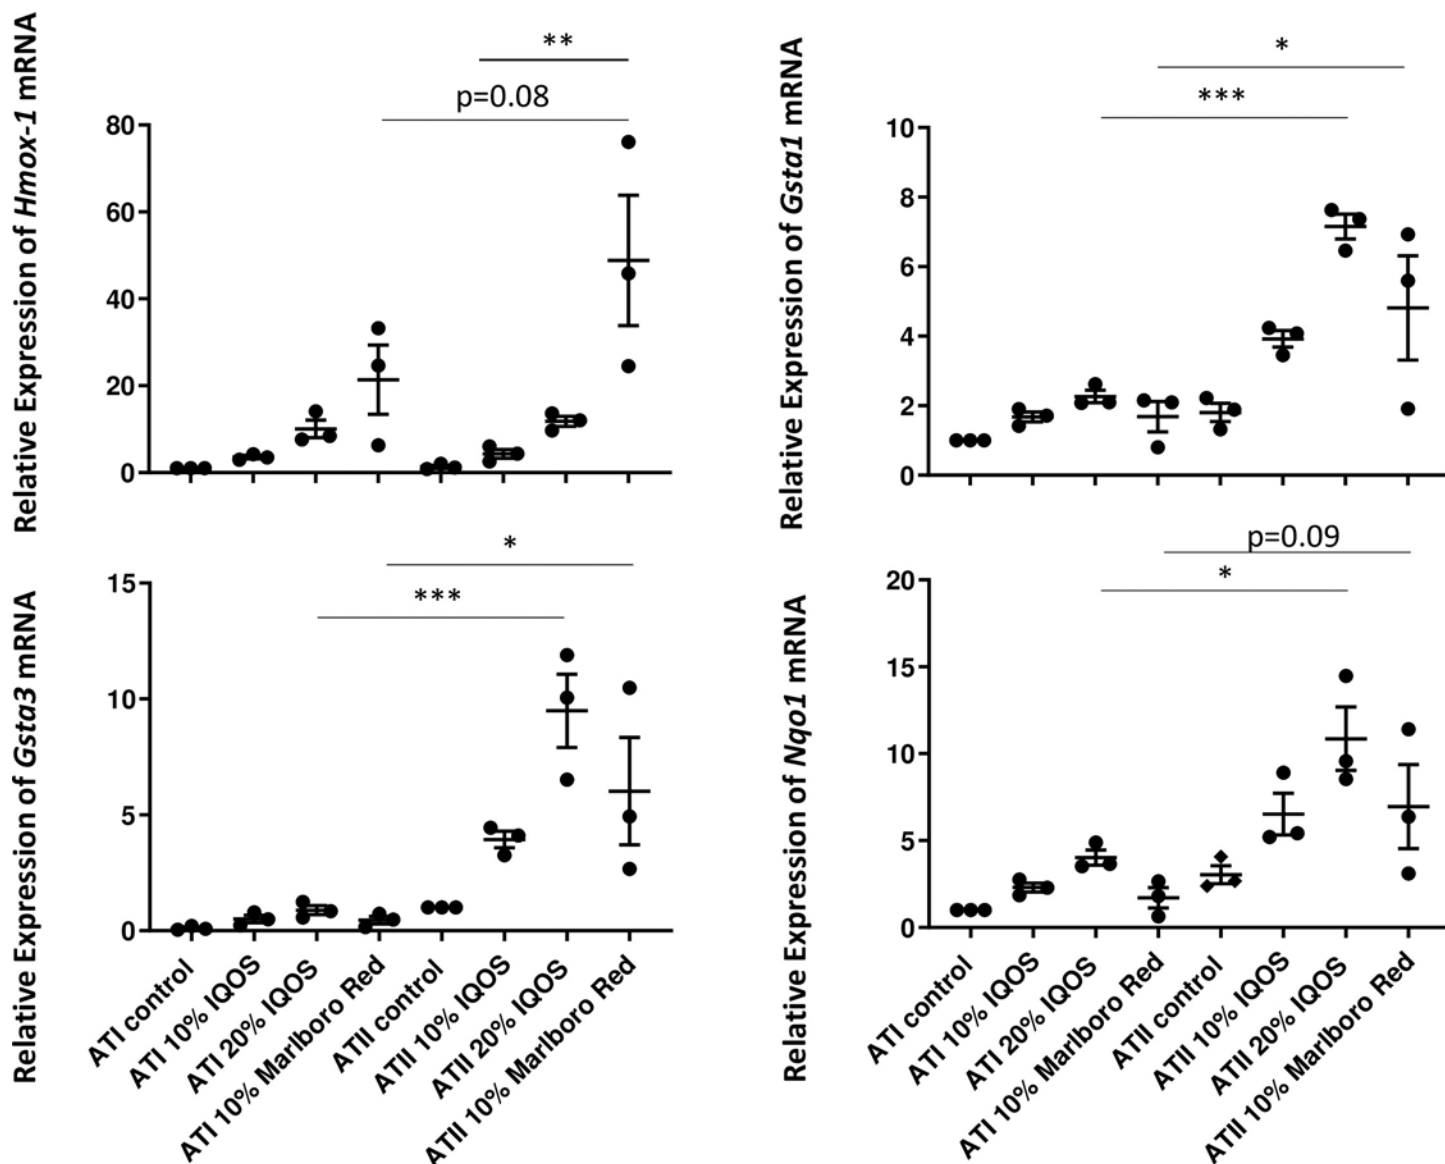 Relative Expression of Hmox-1 mRNA
**
p=0.08
80
60
40
20
0
Relative Expression of Gsta1 mRNA
*
***
10
8
6
4
2
0
Relative Expression of Gsta3 mRNA
*
***
15
10
5
0
ATI control
ATI 10% IQOS
ATI 20% IQOS
ATI 10% Marlboro Red
ATII control
ATII 10% IQOS
ATII 20% IQOS
ATII 10% Marlboro Red
Relative Expression of Nqo1 mRNA
p=0.09
*
20
15
10
5
0
ATI control
ATI 10% IQOS
ATI 20% IQOS
ATI 10% Marlboro Red
ATII control
ATII 10% IQOS
ATII 20% IQOS
ATII 10% Marlboro Red